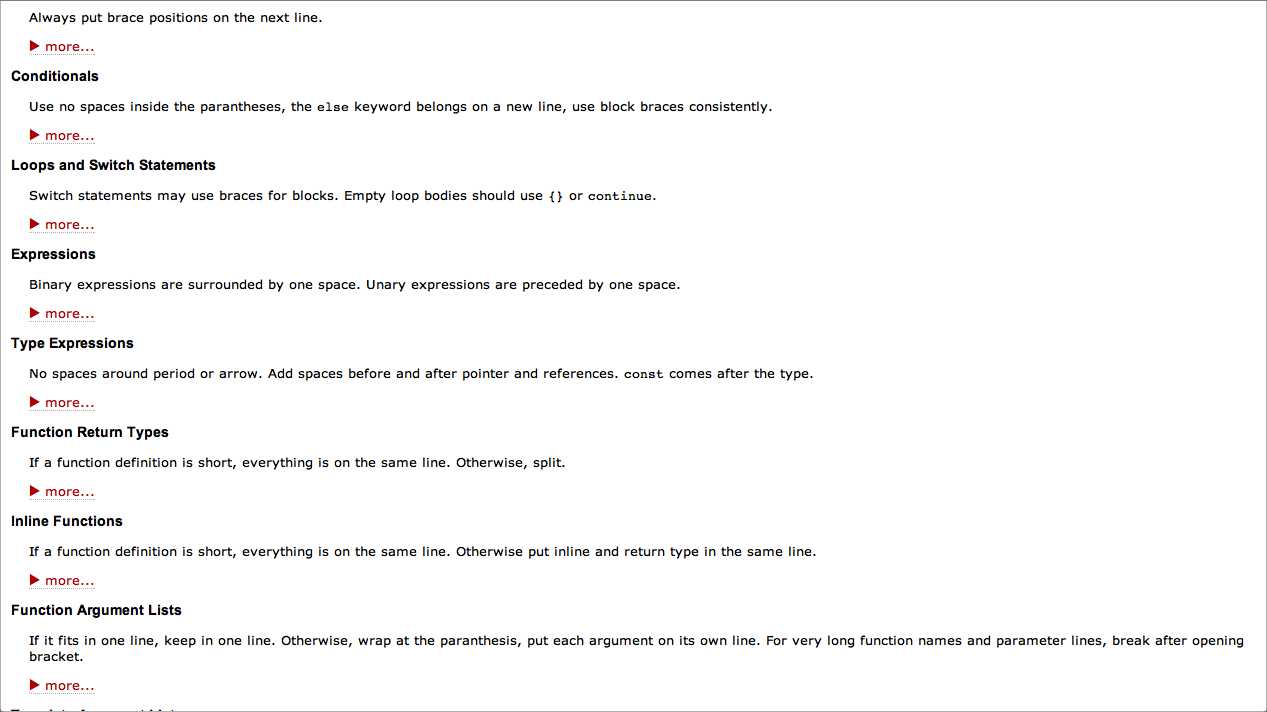 Always put brace positions on the next line.
▶ more...
Conditionals
Use no spaces inside the parantheses, the else keyword belongs on a new line, use block braces consistently.
▶ more...
Loops and Switch Statements
Switch statements may use braces for blocks. Empty loop bodies should use {} or continue.
▶ more...
Expressions
Binary expressions are surrounded by one space. Unary expressions are preceded by one space.
▶ more...
Type Expressions
No spaces around period or arrow. Add spaces before and after pointer and references. const comes after the type.
▶ more...
Function Return Types
If a function definition is short, everything is on the same line. Otherwise, split.
▶ more...
Inline Functions
If a function definition is short, everything is on the same line. Otherwise put inline and return type in the same line.
▶ more...
Function Argument Lists
If it fits in one line, keep in one line. Otherwise, wrap at the paranthesis, put each argument on its own line. For very long function names and parameter lines, break after opening
bracket.
▶ more...